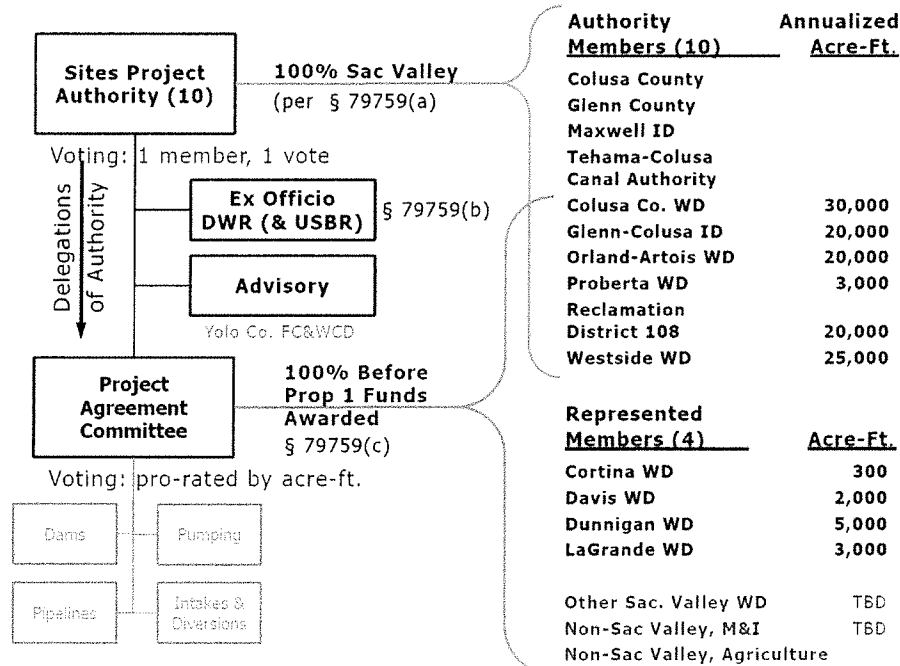 Sites Project
Authority (10)
100% Sac Valley
(per § 79759(a)
Voting: 1 member, 1 vote
Delegations
of Authority
Ex Officio
DWR (& USBR)
§ 79759(b)
Advisory
Yolo Co. FC&WCD
Project
Agreement
Committee
100% Before
Prop 1 Funds
Awarded
§ 79759(c)
Voting: pro-rated by acre-ft.
Dams
Pumping
Pipelines
Intakes &
Diversions
Authority Annualized
Members (10) Acre-Ft.
Colusa County
Glenn County
Maxwell ID
Tehama-Colusa
Canal Authority
Colusa Co. WD 30,000
Glenn-Colusa ID 20,000
Orland-Artois WD 20,000
Proberta WD 3,000
Reclamation
District 108 20,000
Westside WD 25,000
Represented
Members (4) Acre-Ft.
Cortina WD 300
Davis WD 2,000
Dunnigan WD 5,000
LaGrande WD 3,000
Other Sac. Valley WD TBD
Non-Sac Valley, M&I TBD
Non-Sac Valley, Agriculture